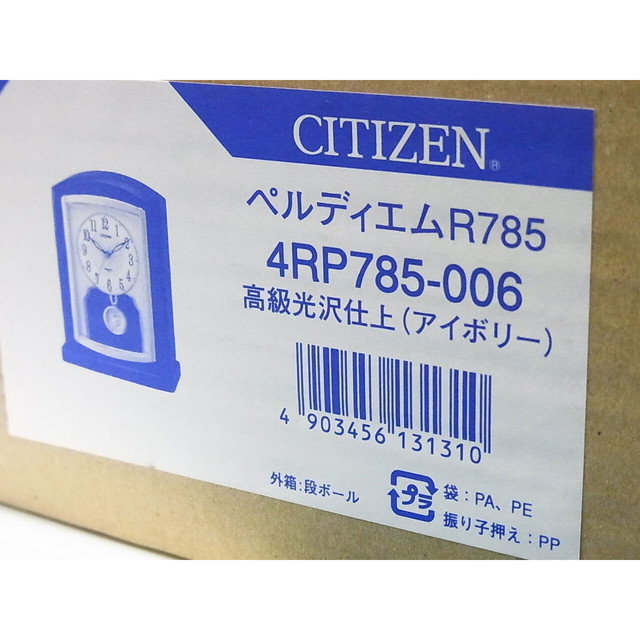 CITIZEN®
ペルディエムR785
4RP785-006
高級光沢仕上(アイボリー)
4 903456 131310
外箱:段ボール
プラ
袋:PA、PE
振り子押え:PP